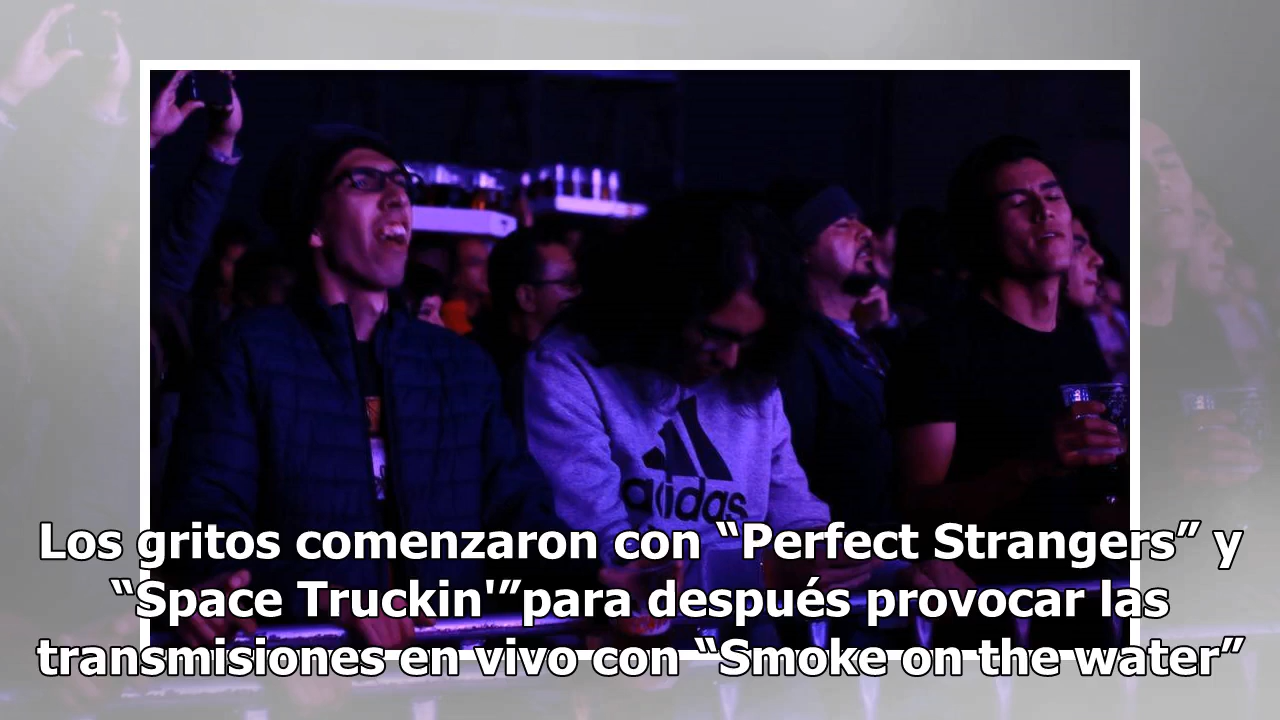 adidas
Los gritos comenzaron con “Perfect Strangers” y
“Space Truckin'”para después provocar las
transmisiones en vivo con “Smoke on the water”